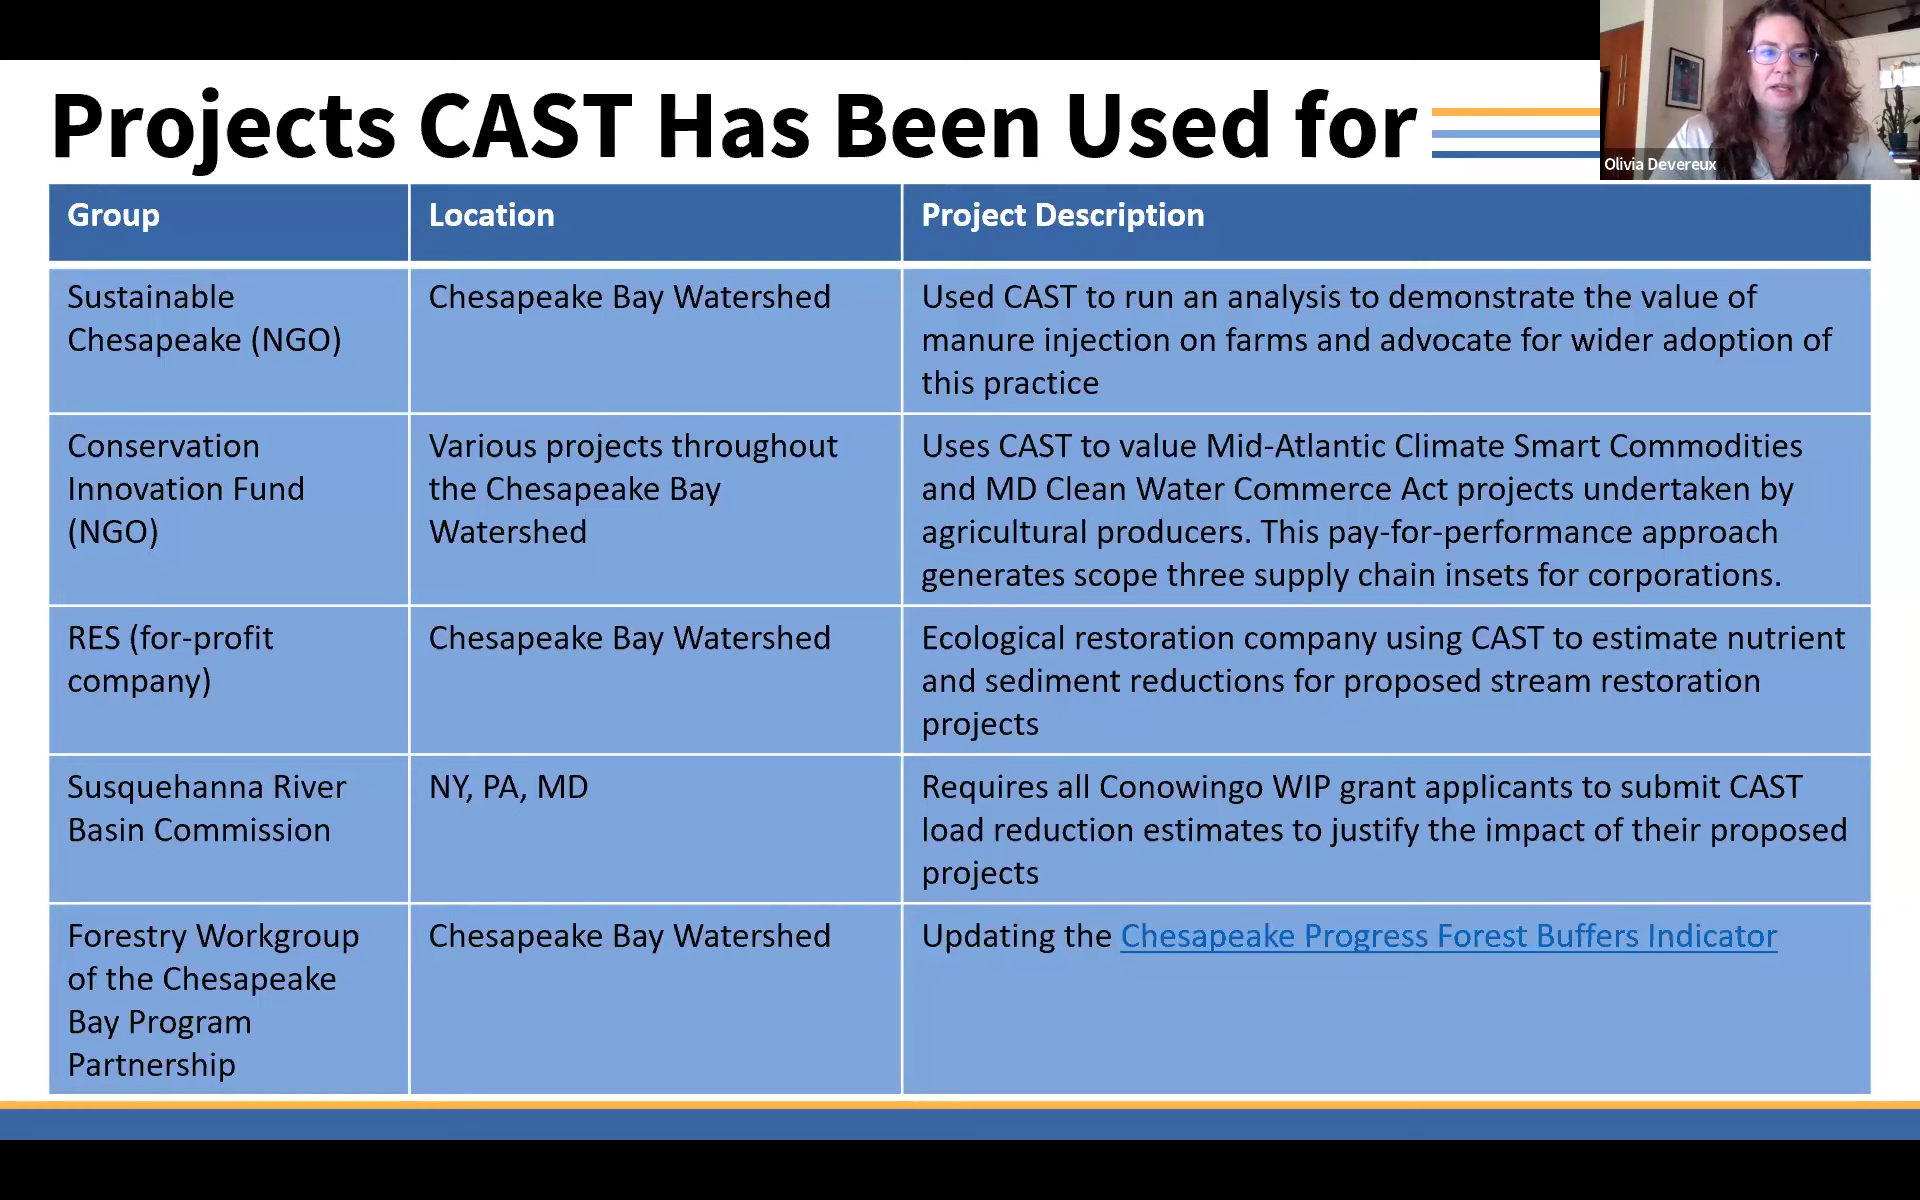 Projects CAST Has Been Used for
Olivia Devereux
Group
Location
Project Description
Sustainable
Chesapeake (NGO)
Chesapeake Bay Watershed
Used CAST to run an analysis to demonstrate the value of
manure injection on farms and advocate for wider adoption of
this practice
Conservation
Innovation Fund
(NGO)
Various projects throughout
the Chesapeake Bay
Watershed
Uses CAST to value Mid-Atlantic Climate Smart Commodities
and MD Clean Water Commerce Act projects undertaken by
agricultural producers. This pay-for-performance approach
generates scope three supply chain insets for corporations.
RES (for-profit
company)
Chesapeake Bay Watershed
Ecological restoration company using CAST to estimate nutrient
and sediment reductions for proposed stream restoration
projects
Susquehanna River
Basin Commission
NY, PA, MD
Requires all Conowingo WIP grant applicants to submit CAST
load reduction estimates to justify the impact of their proposed
projects
Forestry Workgroup
of the Chesapeake
Bay Program
Partnership
Chesapeake Bay Watershed
Updating the Chesapeake Progress Forest Buffers Indicator